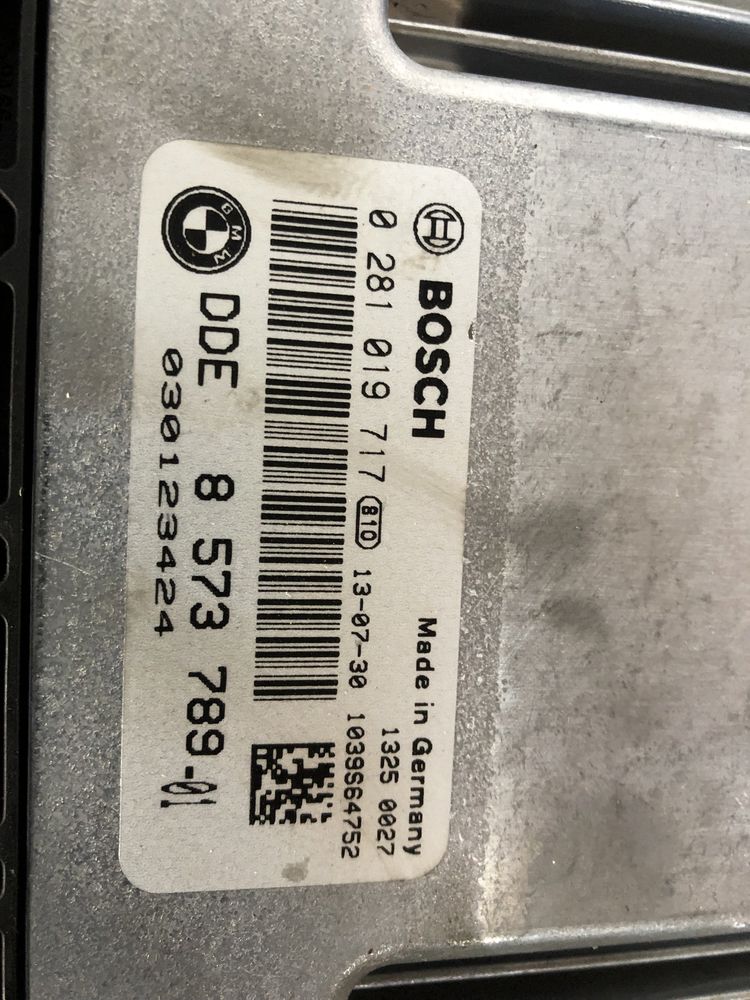 BOSCH
Made in Germany
1325 0027
0 281 019 717 810 13-07-30 1039S64752
BMW
DDE 8 573 789-01
030123424